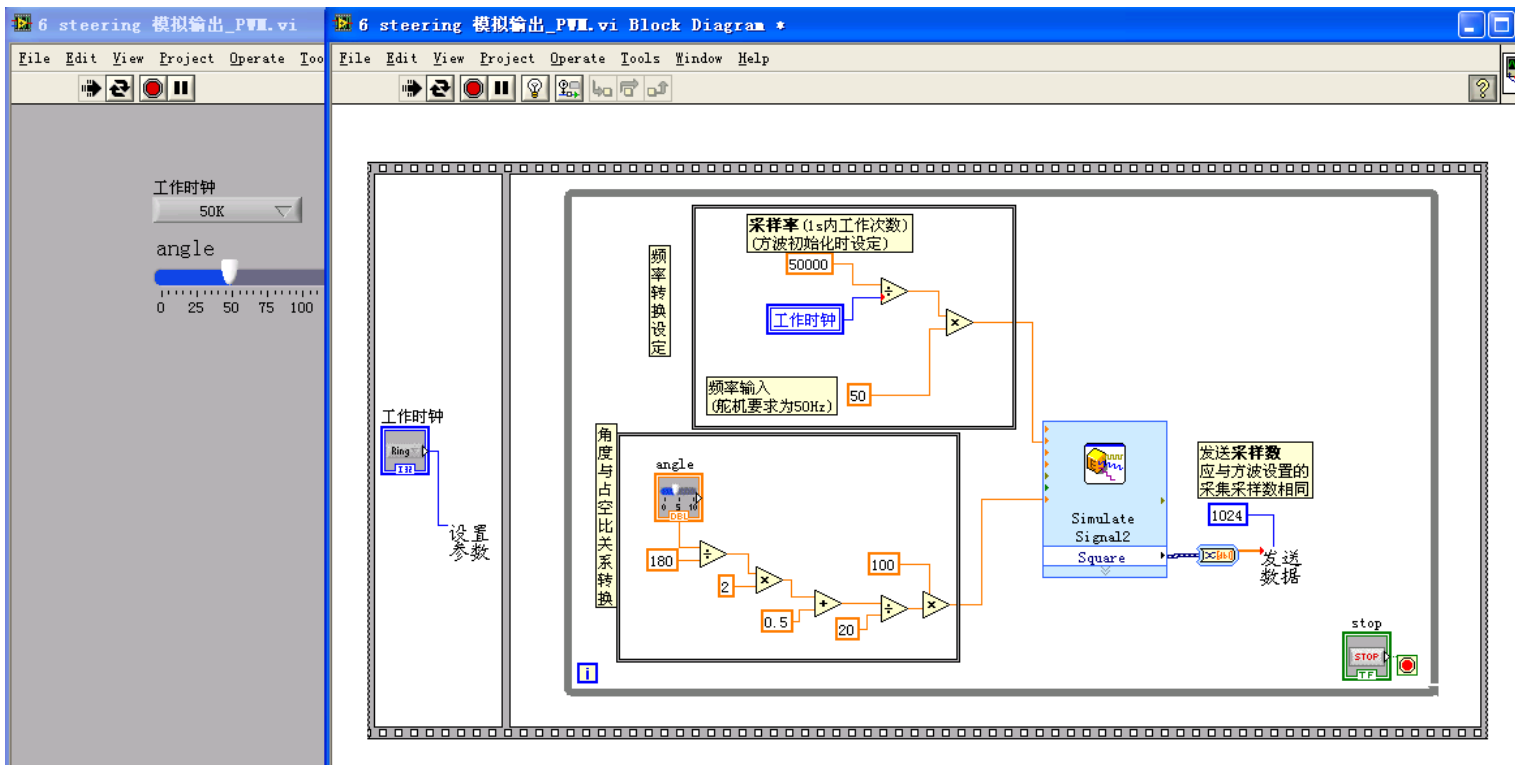 6 steering 模拟输出_PWM.vi
File Edit View Project Operate Too
工作时钟
50K
angle
0 25 50 75 100
6 steering 模拟输出_PWM.vi Block Diagram *
File Edit View Project Operate Tools Window Help
?
工作时钟
Ring
I32
设置
参数
频率转换设定
采样率(1s内工作次数)
(方波初始化时设定)
50000
÷
工作时钟
×
频率输入
(舵机要求为50Hz)
50
角度与占空比关系转换
angle
0 5 10
DBL
180
÷
2
×
0.5
+
20
÷
100
×
Simulate
Signal2
Square
发送采样数
应与方波设置的
采集采样数相同
1024
发送
数据
stop
STOP
TF
i